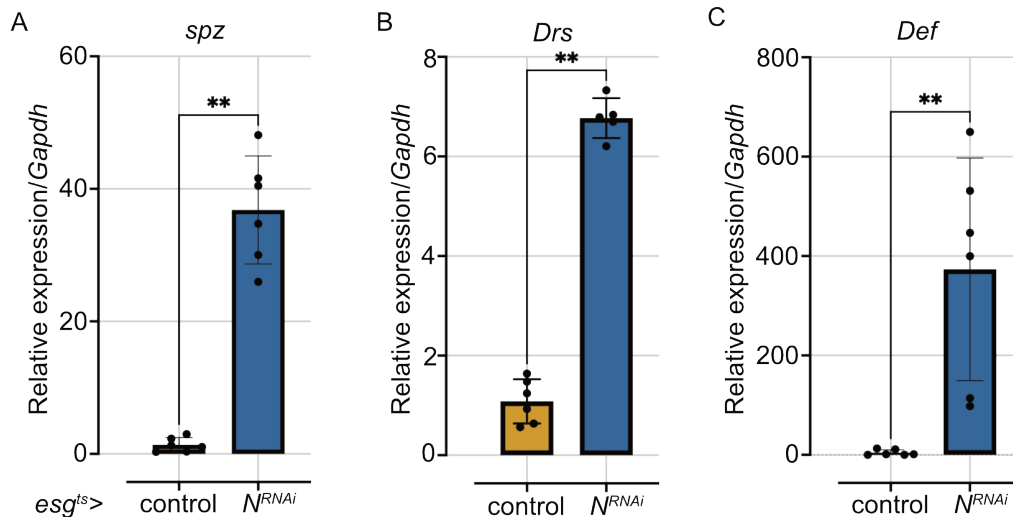 A
spz
60
40
20
0
Relative expression/Gapdh
**
esgᵗˢ>
control
Nᴿᴺᴬⁱ
B
Drs
8
6
4
2
0
Relative expression/Gapdh
**
control
Nᴿᴺᴬⁱ
C
Def
800
600
400
200
0
Relative expression/Gapdh
**
control
Nᴿᴺᴬⁱ